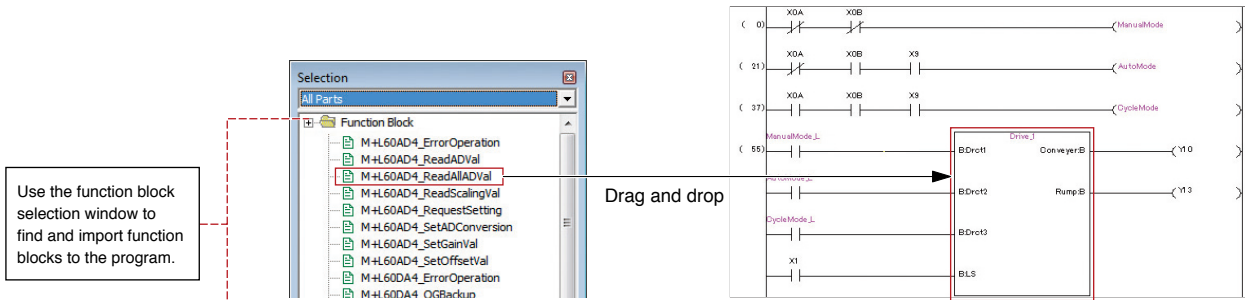 Use the function block
selection window to
find and import function
blocks to the program.
Selection
All Parts
Function Block
M+L60AD4_ErrorOperation
M+L60AD4_ReadADVal
M+L60AD4_ReadAllADVal
M+L60AD4_ReadScalingVal
M+L60AD4_RequestSetting
M+L60AD4_SetADConversion
M+L60AD4_SetGainVal
M+L60AD4_SetOffsetVal
M+L60DA4_ErrorOperation
M+L60DA4_OGBackup
Drag and drop
X0A X0B
( 0) ManualMode
X0A X0B X9
( 21) AutoMode
X0A X0B X9
( 37) CycleMode
ManualMode_L Drive_1
( 55) B:Drct1 Conveyer:B Y10
AutoMode_L
B:Drct2 Rump:B Y13
CycleMode_L
B:Drct3
X1
B:LS